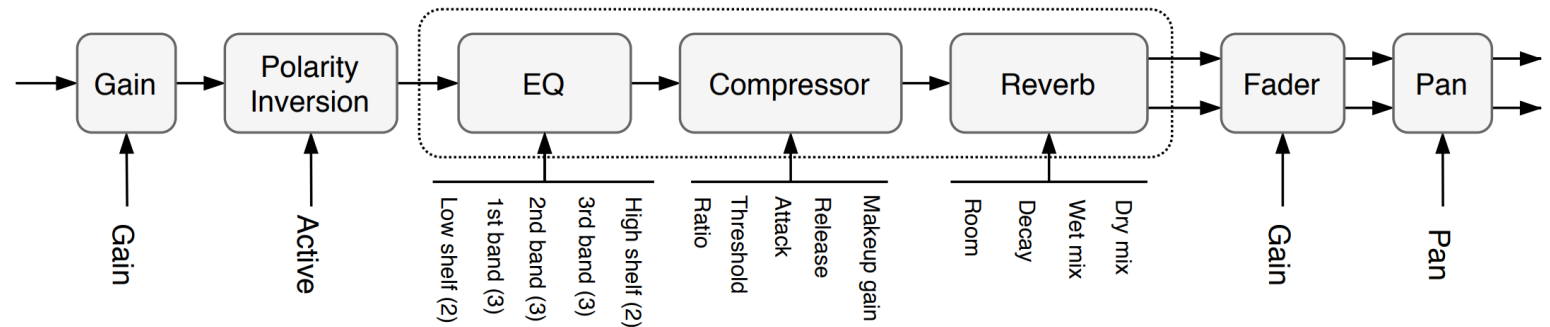 Gain
Polarity
Inversion
EQ
Compressor
Reverb
Fader
Pan
Gain
Active
Low shelf (2)
1st band (3)
2nd band (3)
3rd band (3)
High shelf (2)
Ratio
Threshold
Attack
Release
Makeup gain
Room
Decay
Wet mix
Dry mix
Gain
Pan